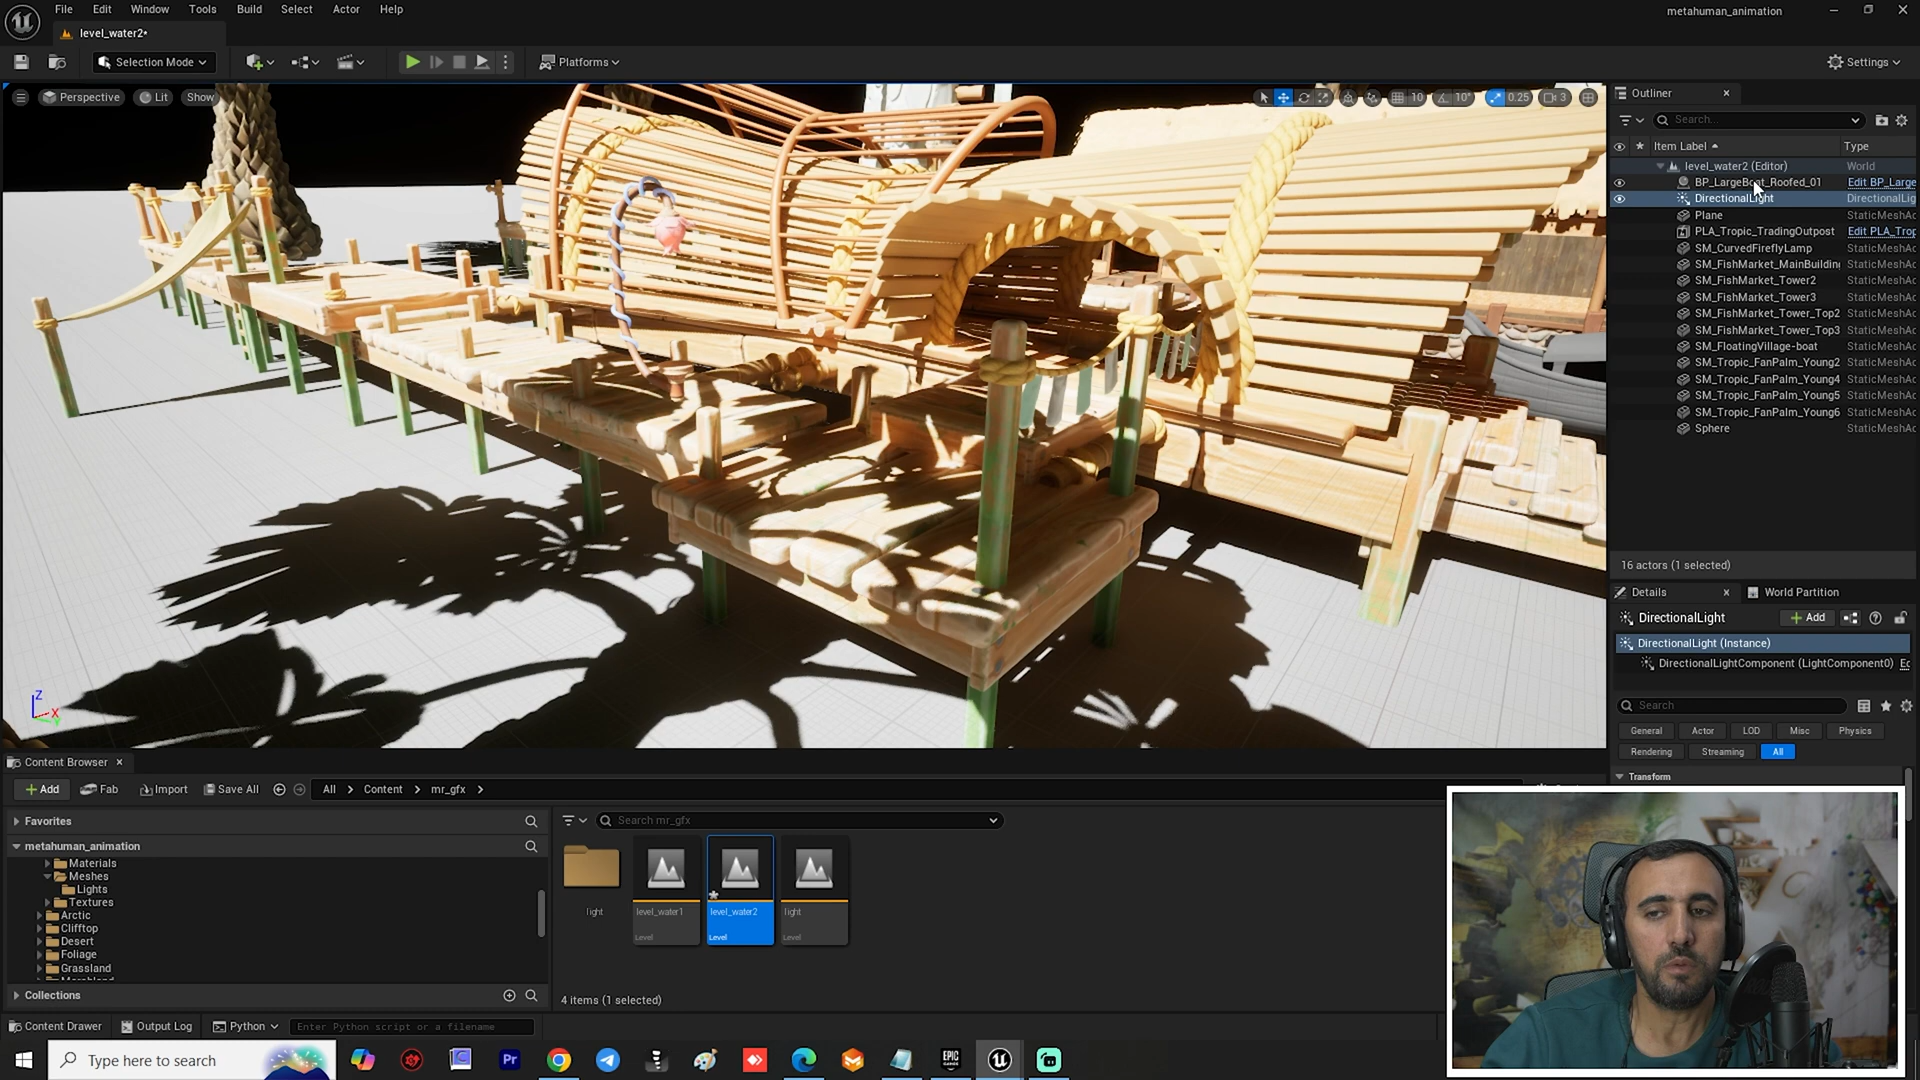 File Edit Window Tools Build Select Actor Help
metahuman_animation
level_water2•
Selection Mode
Platforms
Settings
Perspective
Lit
Show
10
10°
0.25
3
Outliner
Search...
Item Label
Type
level_water2 (Editor) World
BP_LargeBoat_Roofed_01 Edit BP_Large
DirectionalLight DirectionalLig
Plane StaticMeshAc
PLA_Tropic_TradingOutpost Edit PLA_Trop
SM_CurvedFireflyLamp StaticMeshAc
SM_FishMarket_MainBuilding StaticMeshAc
SM_FishMarket_Tower2 StaticMeshAc
SM_FishMarket_Tower3 StaticMeshAc
SM_FishMarket_Tower_Top2 StaticMeshAc
SM_FishMarket_Tower_Top3 StaticMeshAc
SM_FloatingVillage-boat StaticMeshAc
SM_Tropic_FanPalm_Young2 StaticMeshAc
SM_Tropic_FanPalm_Young4 StaticMeshAc
SM_Tropic_FanPalm_Young5 StaticMeshAc
SM_Tropic_FanPalm_Young6 StaticMeshAc
Sphere StaticMeshAc
16 actors (1 selected)
Details
World Partition
DirectionalLight
Add
DirectionalLight (Instance)
DirectionalLightComponent (LightComponent0)
Search
General Actor LOD Misc Physics
Rendering Streaming All
Transform
Z
X
Content Browser
Add Fab Import Save All All Content mr_gfx
Favorites
Search mr_gfx
metahuman_animation
Materials
Meshes
Lights
Textures
Arctic
Clifftop
Desert
Foliage
Grassland
Collections
light
level_water1
Level
level_water2
Level
light
Level
4 items (1 selected)
Content Drawer
Output Log
Python
Enter Python script or a filename
Type here to search
Pr
EPIC